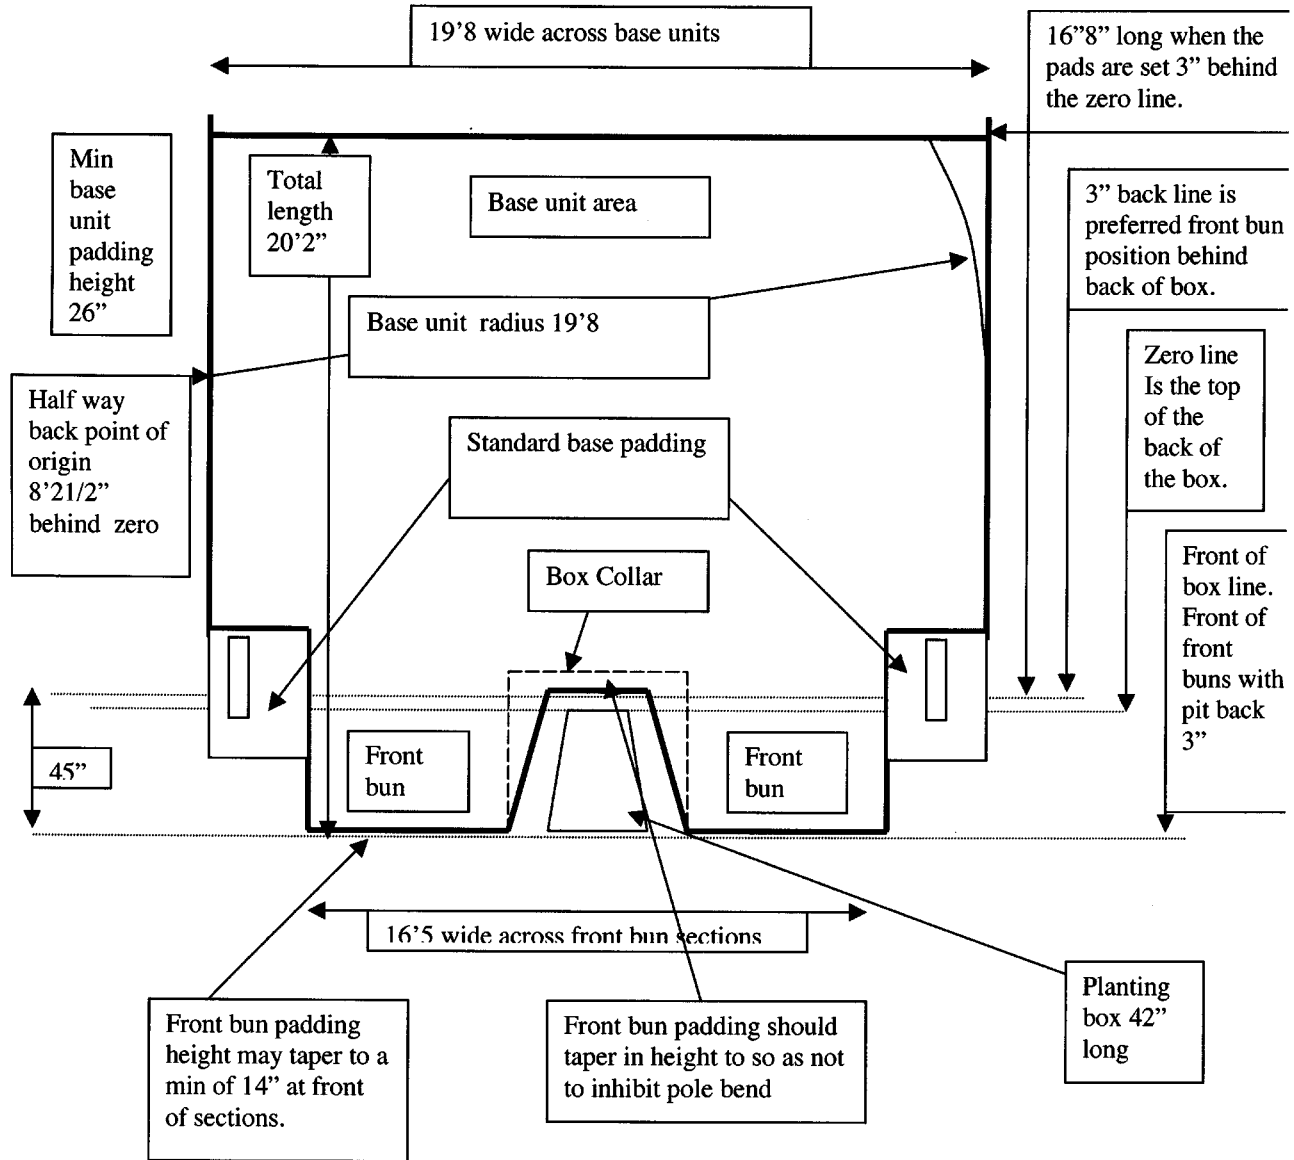 19'8 wide across base units
16”8” long when the
pads are set 3” behind
the zero line.
Min
base
unit
padding
height
26”
Total
length
20'2”
Base unit area
3” back line is
preferred front bun
position behind
back of box.
Base unit radius 19'8
Zero line
Is the top
of the
back of
the box.
Half way
back point of
origin
8'21/2”
behind zero
Standard base padding
Box Collar
Front of
box line.
Front of
front
buns with
pit back
3”
45”
Front
bun
Front
bun
16'5 wide across front bun sections
Front bun padding
height may taper to a
min of 14” at front
of sections.
Front bun padding should
taper in height to so as not
to inhibit pole bend
Planting
box 42”
long